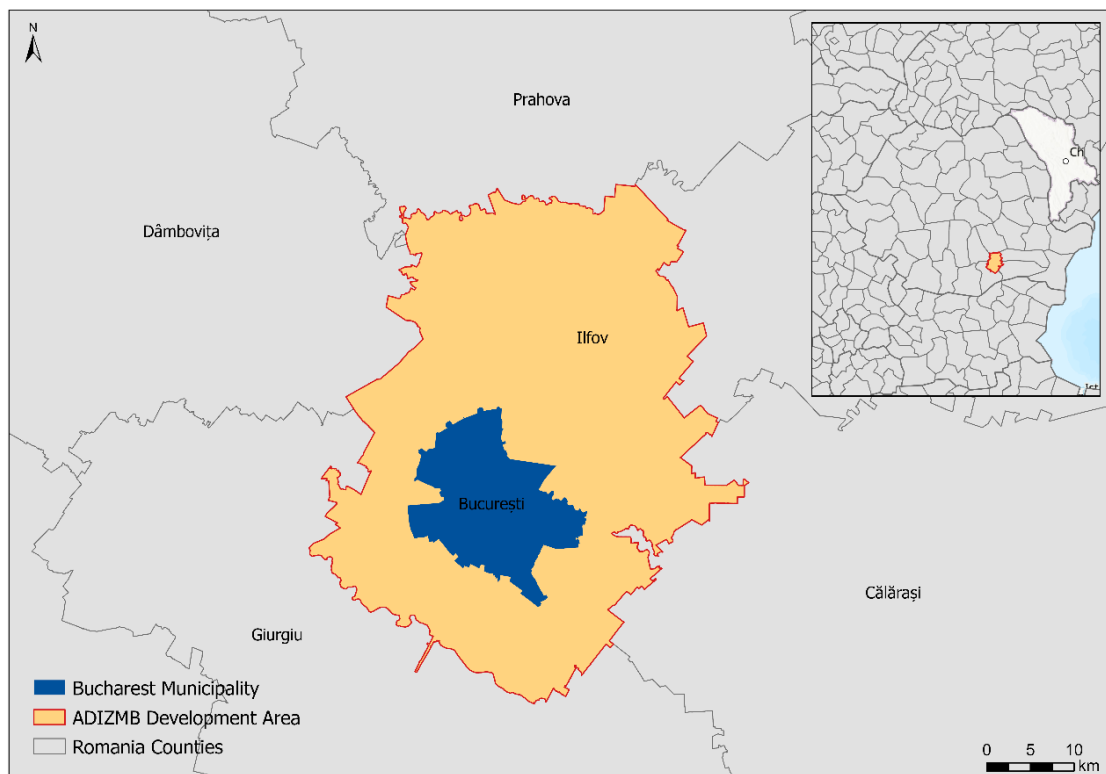 N
Prahova
Ch
Dâmbovița
Ilfov
București
Călărași
Giurgiu
Bucharest Municipality
ADIZMB Development Area
Romania Counties
0 5 10
km